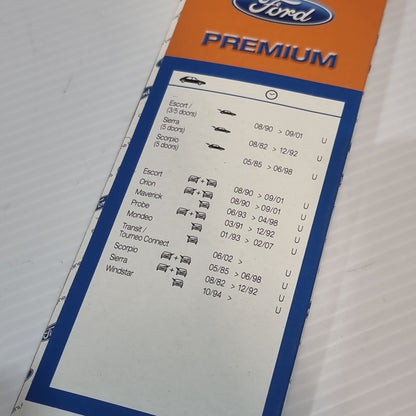 Ford
PREMIUM
Escort /
(3/5 doors) 08/90 > 09/01 U
Sierra
(5 doors) 08/82 > 12/92 U
Scorpio
(5 doors) 05/85 > 06/98 U
Escort + 08/90 > 09/01 U
Orion + 08/90 > 09/01 U
Maverick 06/93 > 04/98 U
Probe + 03/91 > 12/92 U
Mondeo 01/93 > 02/07 U
Transit /
Tourneo Connect 06/02 > U
Scorpio + 05/85 > 06/98 U
Sierra + 08/82 > 12/92 U
Windstar 10/94 > U